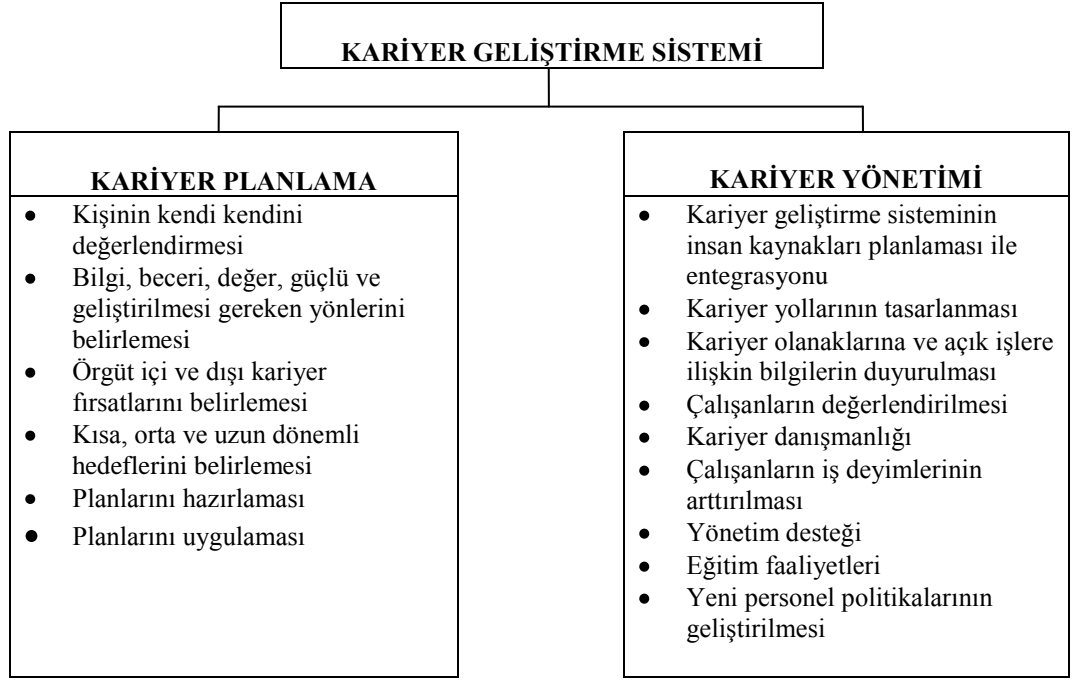 KARİYER GELİŞTİRME SİSTEMİ
KARİYER PLANLAMA
• Kişinin kendi kendini
değerlendirmesi
• Bilgi, beceri, değer, güçlü ve
geliştirilmesi gereken yönlerini
belirlemesi
• Örgüt içi ve dışı kariyer
fırsatlarını belirlemesi
• Kısa, orta ve uzun dönemli
hedeflerini belirlemesi
• Planlarını hazırlaması
• Planlarını uygulaması
KARİYER YÖNETİMİ
• Kariyer geliştirme sisteminin
insan kaynakları planlaması ile
entegrasyonu
• Kariyer yollarının tasarlanması
• Kariyer olanaklarına ve açık işlere
ilişkin bilgilerin duyurulması
• Çalışanların değerlendirilmesi
• Kariyer danışmanlığı
• Çalışanların iş deyimlerinin
arttırılması
• Yönetim desteği
• Eğitim faaliyetleri
• Yeni personel politikalarının
geliştirilmesi